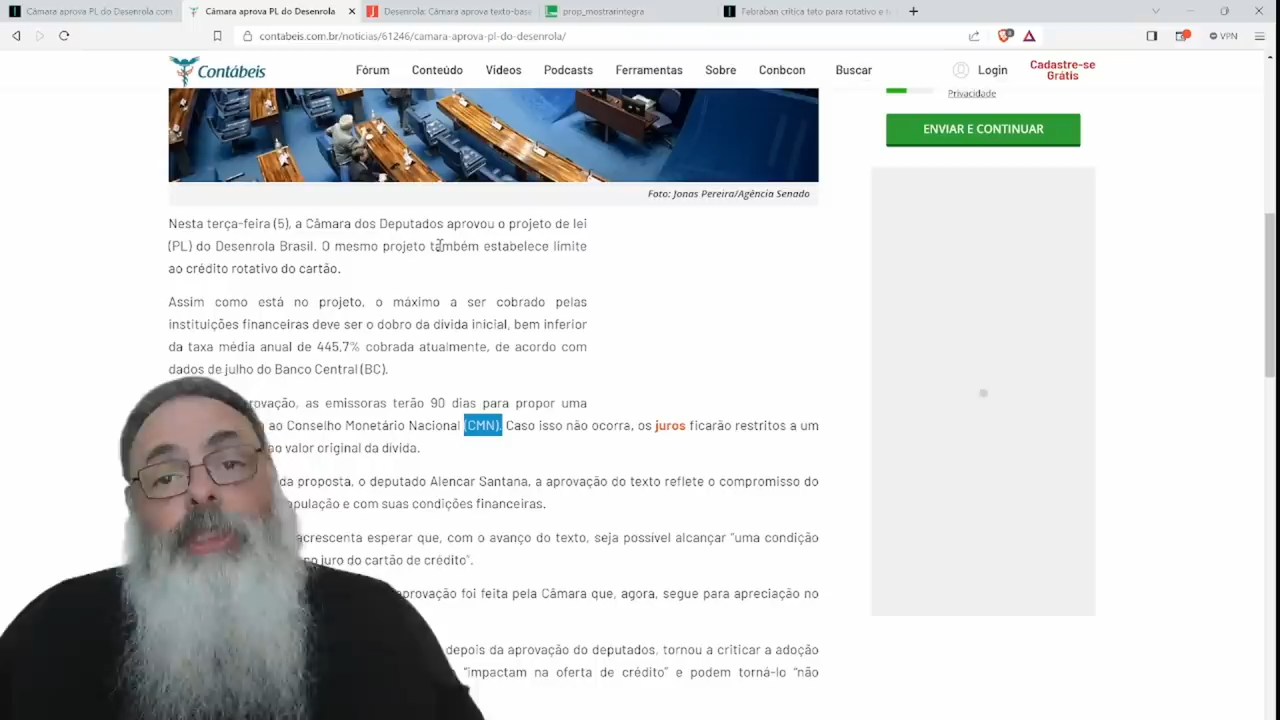 Câmara aprova PL do Desenrola com
Câmara aprova PL do Desenrola
Desenrola: Câmara aprova texto-base
prop_mostrarintegra
Febraban critica teto para rotativo e
contabeis.com.br/noticias/61246/camara-aprova-pl-do-desenrola/
VPN
Contábeis
Fórum Conteúdo Vídeos Podcasts Ferramentas Sobre Conbcon Buscar Login
Cadastre-se
Grátis
Privacidade
ENVIAR E CONTINUAR
Foto: Jonas Pereira/Agência Senado
Nesta terça-feira (5), a Câmara dos Deputados aprovou o projeto de lei
(PL) do Desenrola Brasil. O mesmo projeto também estabelece limite
ao crédito rotativo do cartão.
Assim como está no projeto, o máximo a ser cobrado pelas
instituições financeiras deve ser o dobro da dívida inicial, bem inferior
da taxa média anual de 445,7% cobrada atualmente, de acordo com
dados de julho do Banco Central (BC).
rovação, as emissoras terão 90 dias para propor uma
ao Conselho Monetário Nacional (CMN). Caso isso não ocorra, os juros ficarão restritos a um
ao valor original da dívida.
da proposta, o deputado Alencar Santana, a aprovação do texto reflete o compromisso do
opulação e com suas condições financeiras.
acrescenta esperar que, com o avanço do texto, seja possível alcançar “uma condição
no juro do cartão de crédito”.
aprovação foi feita pela Câmara que, agora, segue para apreciação no
depois da aprovação do deputados, tornou a criticar a adoção
“impactam na oferta de crédito” e podem torná-lo “não